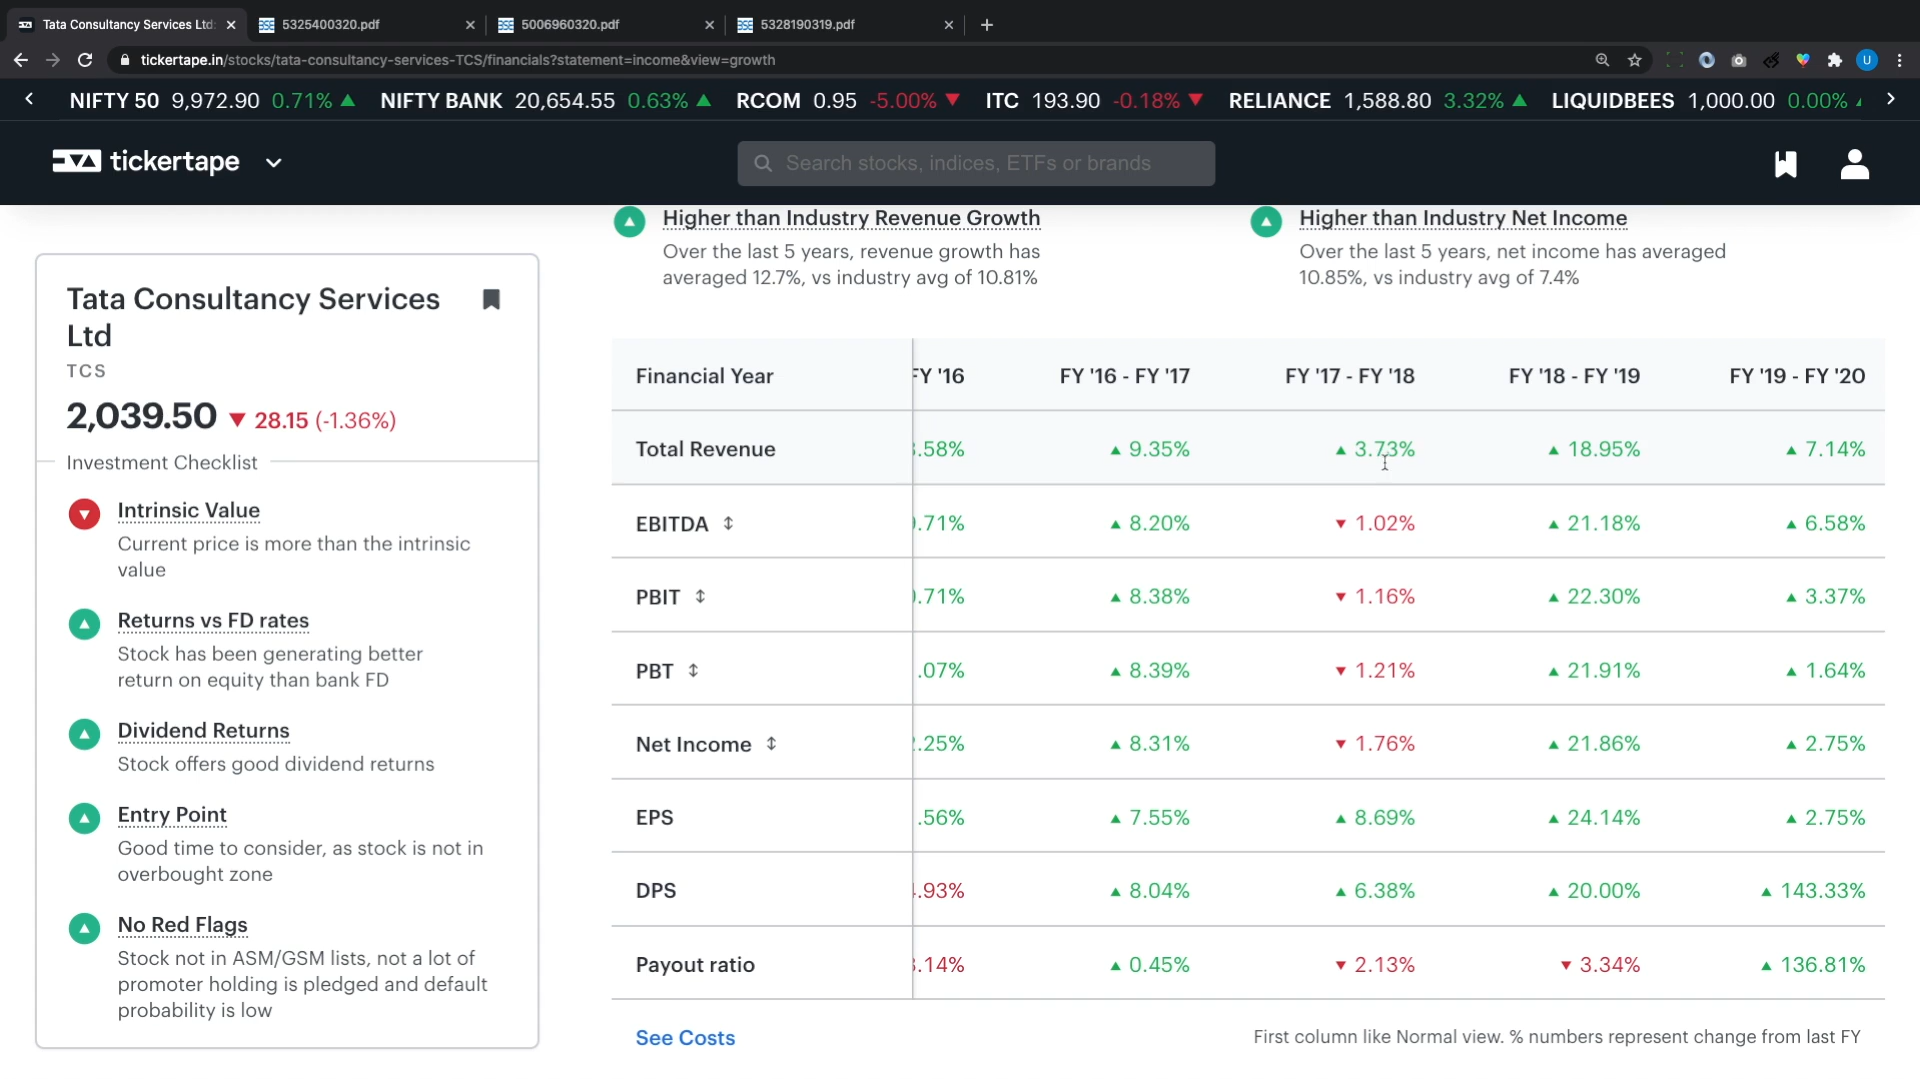 Tata Consultancy Services Ltd:
5325400320.pdf
5006960320.pdf
5328190319.pdf
tickertape.in/stocks/tata-consultancy-services-TCS/financials?statement=income&view=growth
U
NIFTY 50 9,972.90 0.71% ▲ NIFTY BANK 20,654.55 0.63% ▲ RCOM 0.95 -5.00% ▼ ITC 193.90 -0.18% ▼ RELIANCE 1,588.80 3.32% ▲ LIQUIDBEES 1,000.00 0.00%
tickertape
Search stocks, indices, ETFs or brands
Tata Consultancy Services
Ltd
TCS
2,039.50 ▼ 28.15 (-1.36%)
Investment Checklist
Intrinsic Value
Current price is more than the intrinsic
value
Returns vs FD rates
Stock has been generating better
return on equity than bank FD
Dividend Returns
Stock offers good dividend returns
Entry Point
Good time to consider, as stock is not in
overbought zone
No Red Flags
Stock not in ASM/GSM lists, not a lot of
promoter holding is pledged and default
probability is low
Higher than Industry Revenue Growth
Over the last 5 years, revenue growth has
averaged 12.7%, vs industry avg of 10.81%
Higher than Industry Net Income
Over the last 5 years, net income has averaged
10.85%, vs industry avg of 7.4%
Financial Year FY '16 FY '16 - FY '17 FY '17 - FY '18 FY '18 - FY '19 FY '19 - FY '20
Total Revenue .58% ▲ 9.35% ▲ 3.73% ▲ 18.95% ▲ 7.14%
EBITDA .71% ▲ 8.20% ▼ 1.02% ▲ 21.18% ▲ 6.58%
PBIT .71% ▲ 8.38% ▼ 1.16% ▲ 22.30% ▲ 3.37%
PBT .07% ▲ 8.39% ▼ 1.21% ▲ 21.91% ▲ 1.64%
Net Income .25% ▲ 8.31% ▼ 1.76% ▲ 21.86% ▲ 2.75%
EPS .56% ▲ 7.55% ▲ 8.69% ▲ 24.14% ▲ 2.75%
DPS .93% ▲ 8.04% ▲ 6.38% ▲ 20.00% ▲ 143.33%
Payout ratio .14% ▲ 0.45% ▼ 2.13% ▼ 3.34% ▲ 136.81%
See Costs
First column like Normal view. % numbers represent change from last FY